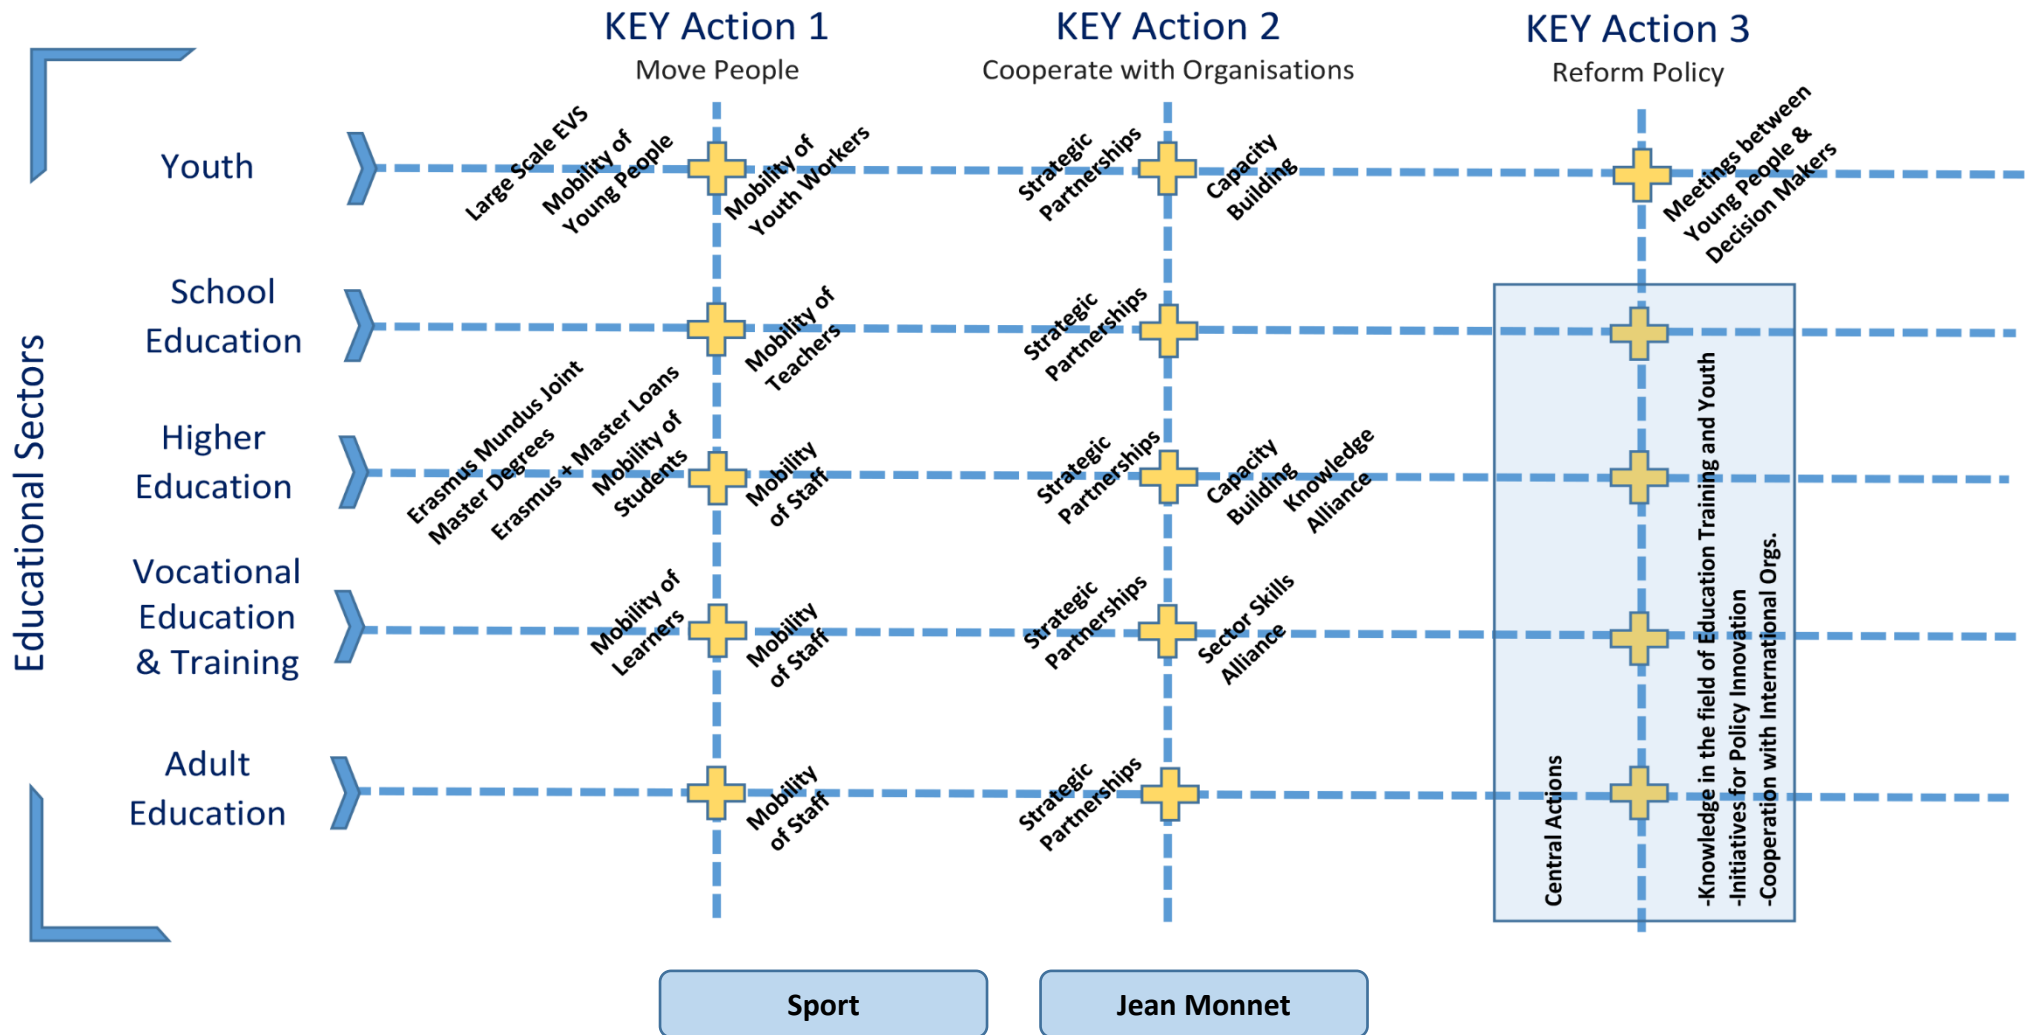 KEY Action 1
Move People
KEY Action 2
Cooperate with Organisations
KEY Action 3
Reform Policy
Educational Sectors
Youth
Large Scale EVS
Mobility of
Young People
Mobility of
Youth Workers
Strategic
Partnerships
Capacity
Building
Meetings between
Young People &
Decision Makers
School
Education
Mobility of
Teachers
Strategic
Partnerships
Higher
Education
Erasmus Mundus Joint
Master Degrees
Erasmus + Master Loans
Mobility of
Students
Mobility
of Staff
Strategic
Partnerships
Capacity
Building
Knowledge
Alliance
Vocational
Education
& Training
Mobility of
Learners
Mobility
of Staff
Strategic
Partnerships
Sector Skills
Alliance
Adult
Education
Mobility
of Staff
Strategic
Partnerships
Central Actions
-Knowledge in the field of Education Training and Youth
-Initiatives for Policy Innovation
-Cooperation with International Orgs.
Sport
Jean Monnet